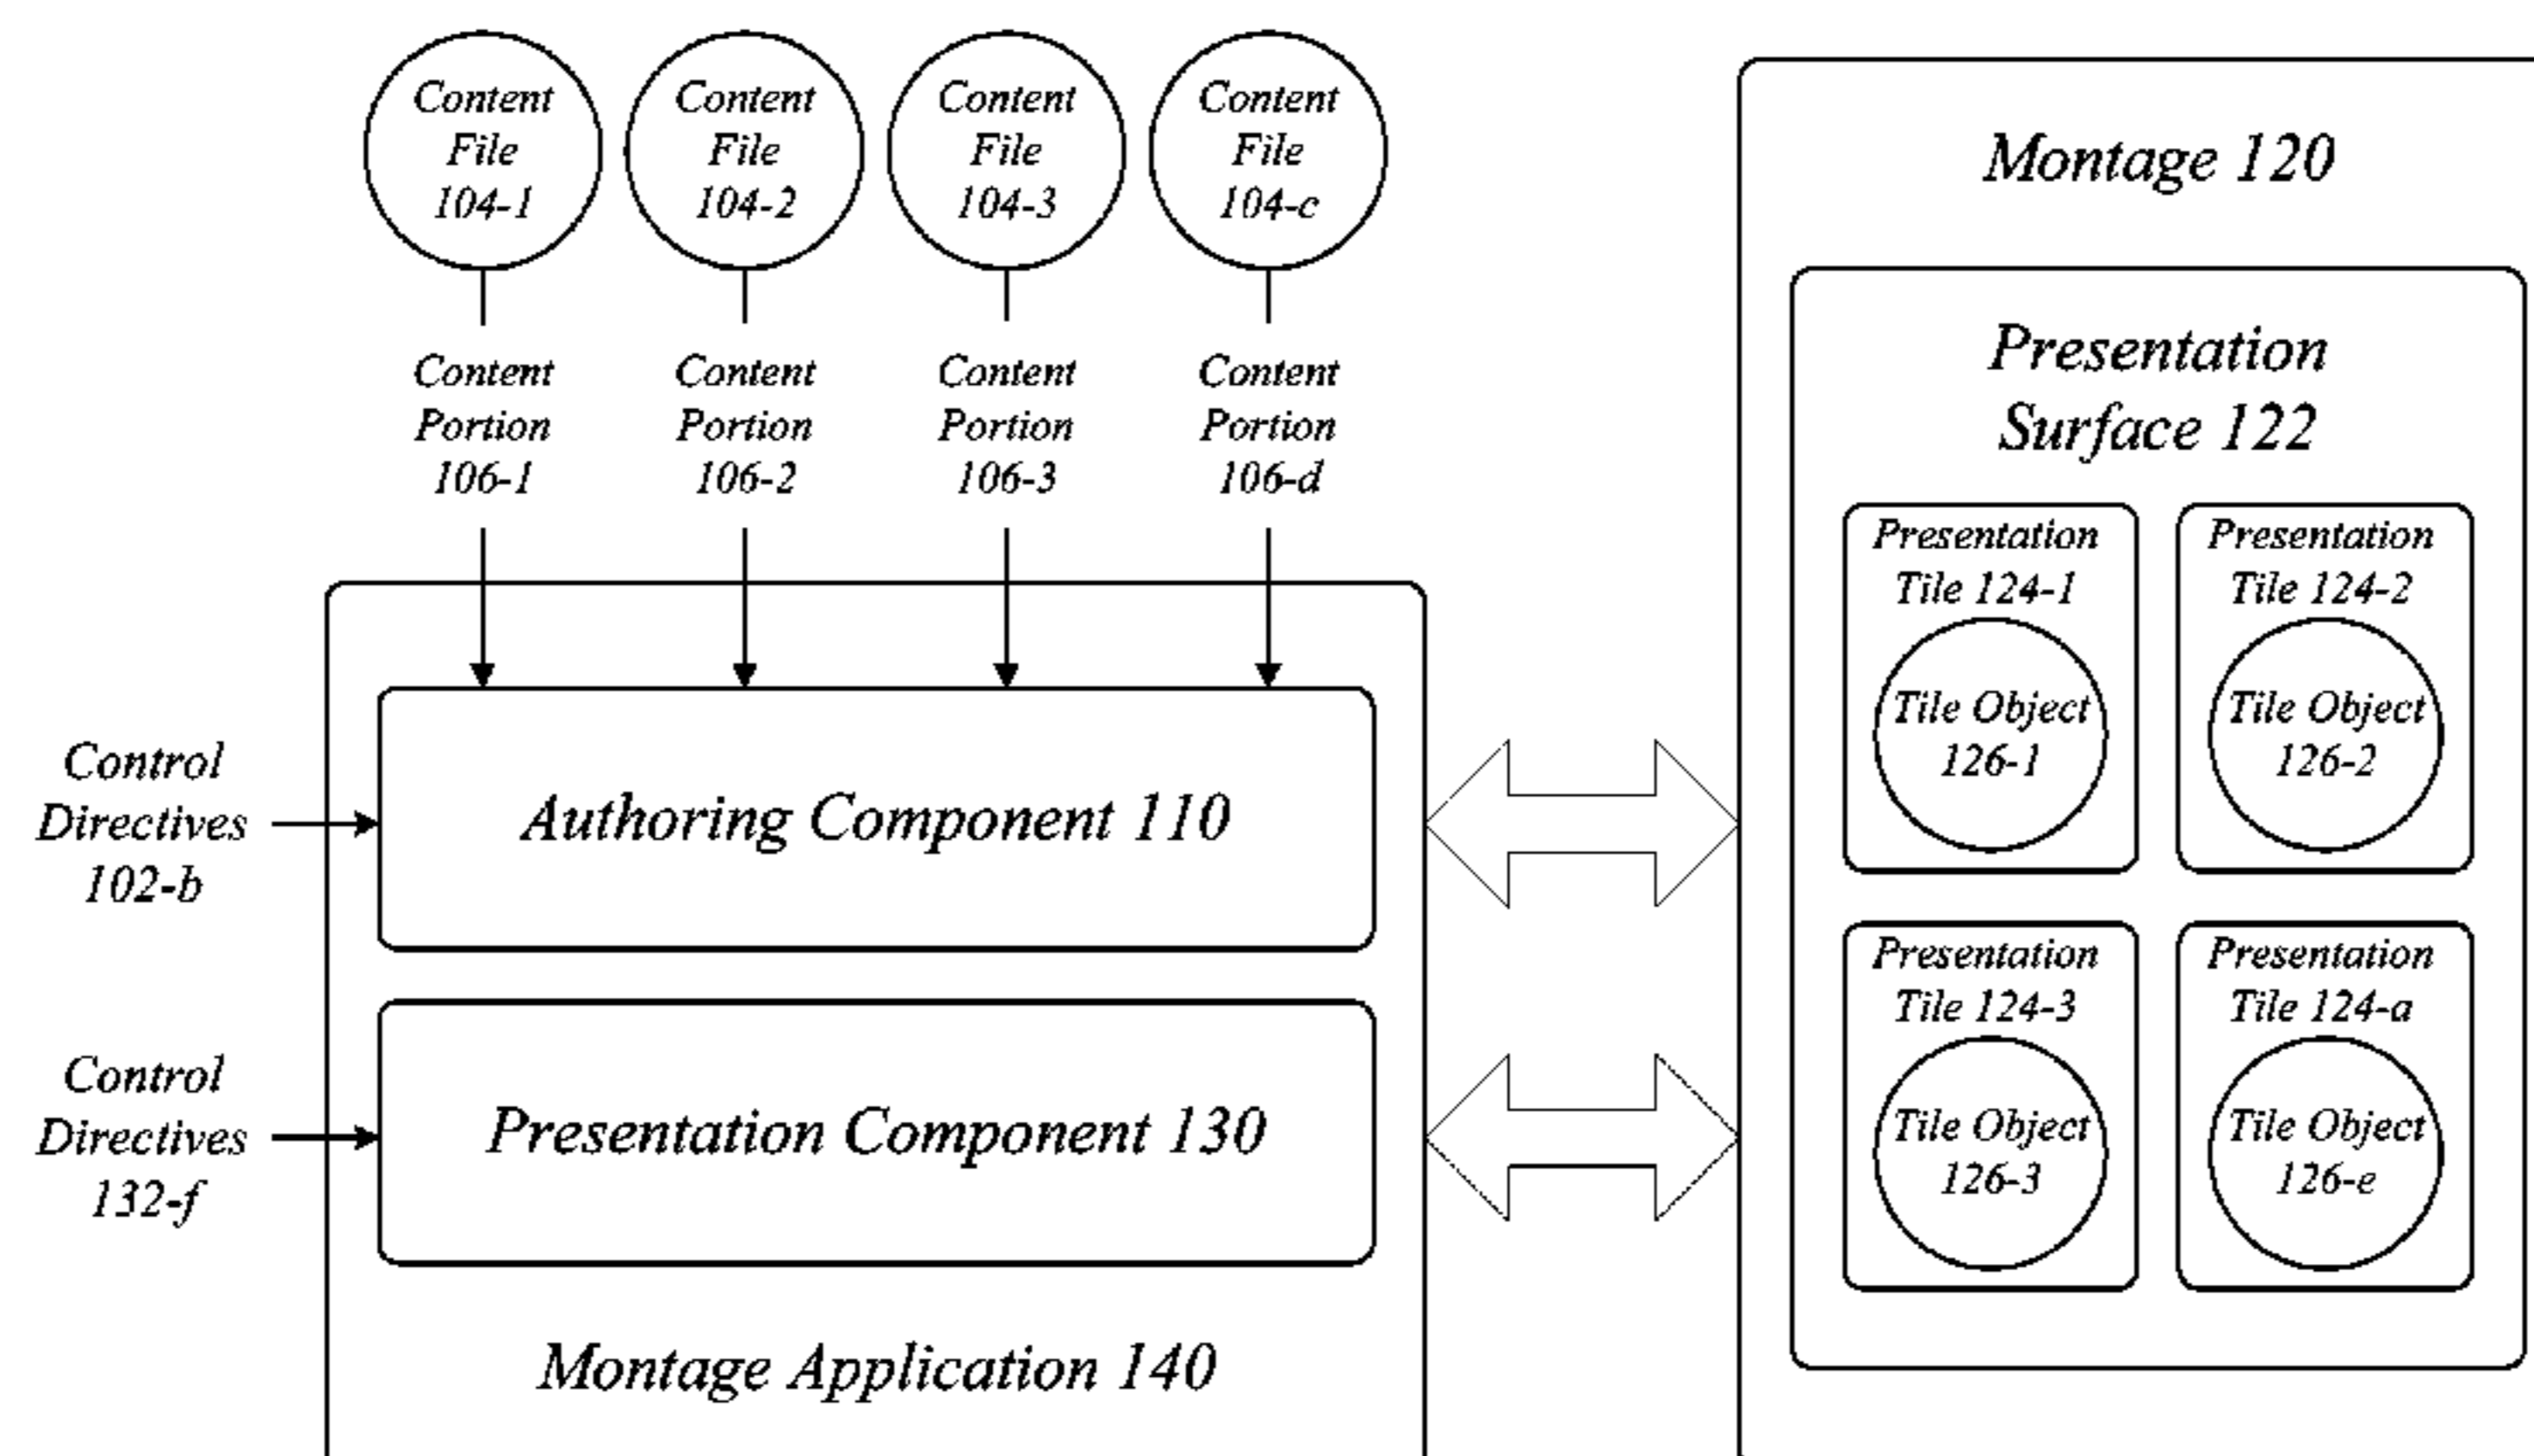 Content
File
104-1
Content
File
104-2
Content
File
104-3
Content
File
104-c
Content
Portion
106-1
Content
Portion
106-2
Content
Portion
106-3
Content
Portion
106-d
Control
Directives
102-b
Authoring Component 110
Control
Directives
132-f
Presentation Component 130
Montage Application 140
Montage 120
Presentation
Surface 122
Presentation
Tile 124-1
Tile Object
126-1
Presentation
Tile 124-2
Tile Object
126-2
Presentation
Tile 124-3
Tile Object
126-3
Presentation
Tile 124-a
Tile Object
126-e